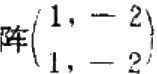 阵(1, - 2
1, - 2)